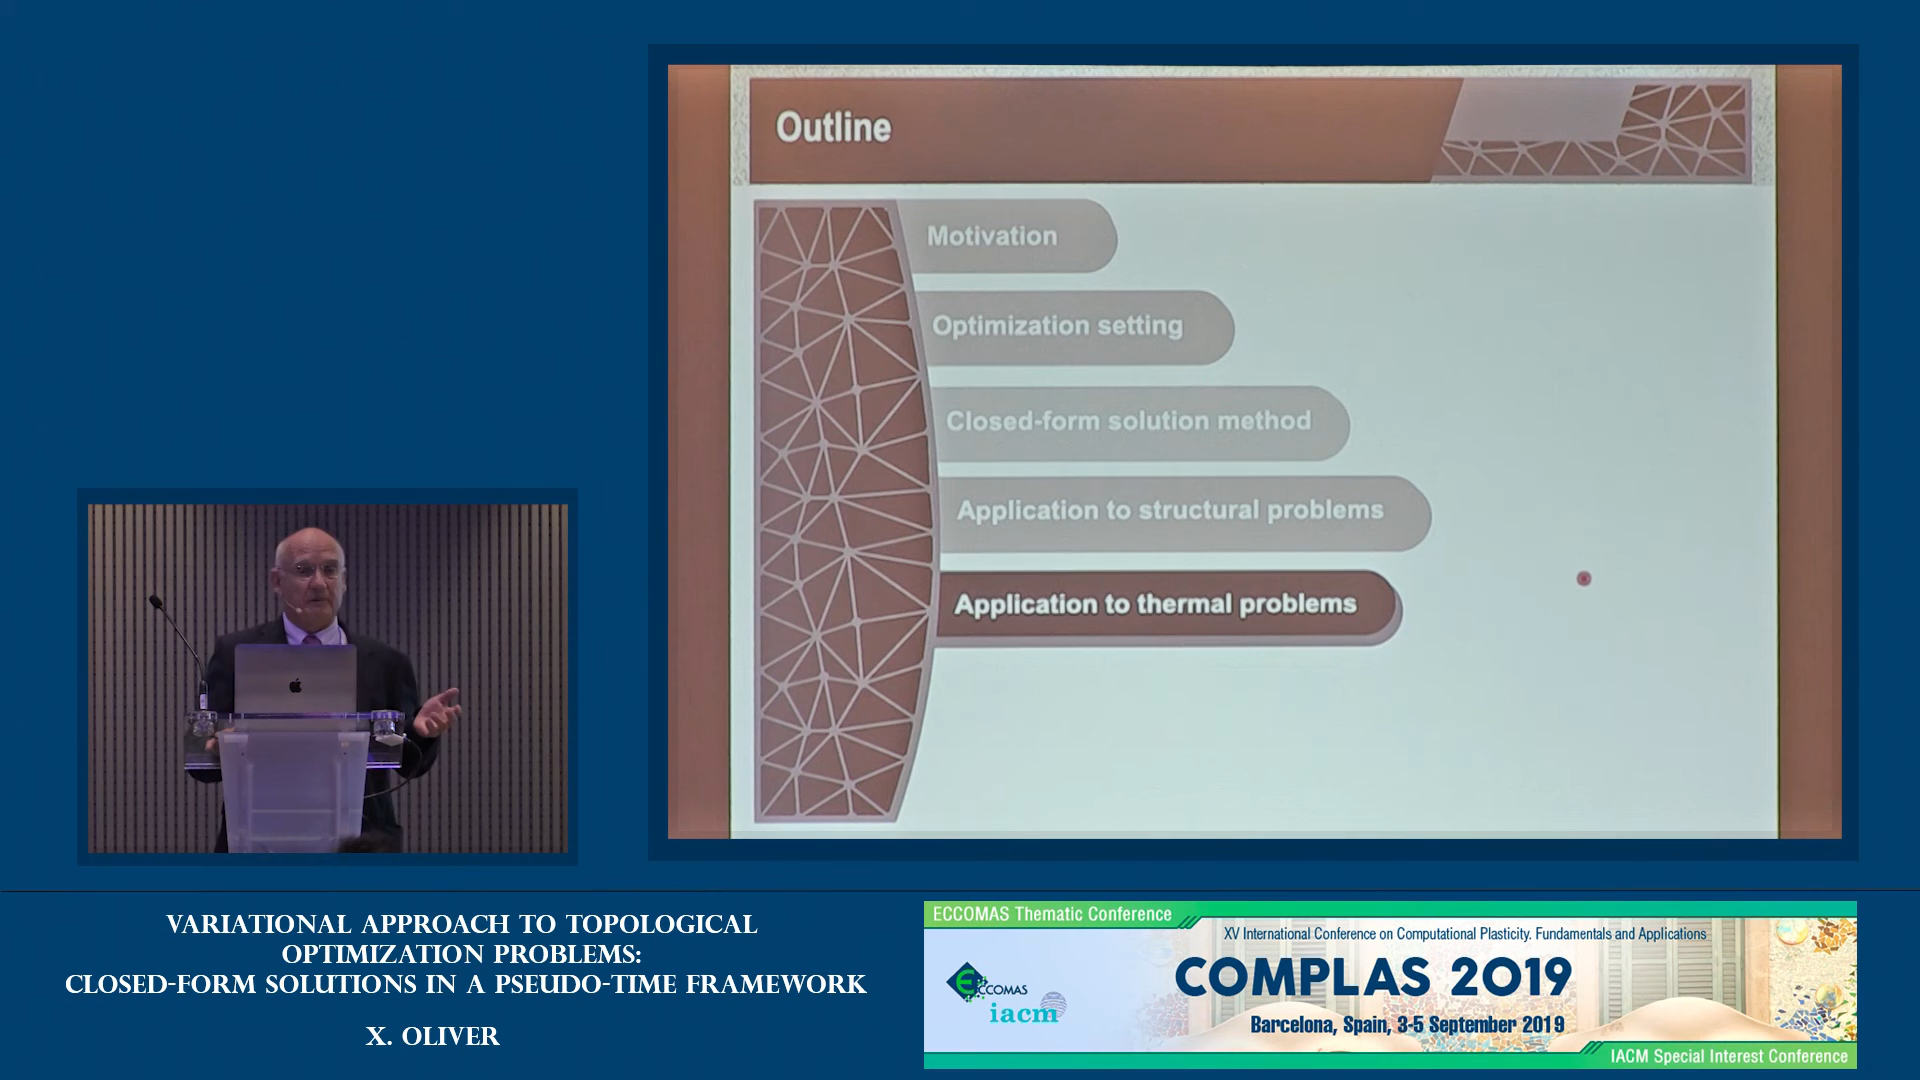 Outline
Motivation
Optimization setting
Closed-form solution method
Application to structural problems
Application to thermal problems
VARIATIONAL APPROACH TO TOPOLOGICAL
OPTIMIZATION PROBLEMS:
CLOSED-FORM SOLUTIONS IN A PSEUDO-TIME FRAMEWORK
X. OLIVER
ECCOMAS Thematic Conference
XV International Conference on Computational Plasticity. Fundamentals and Applications
ECCOMAS
iacm
COMPLAS 2019
Barcelona, Spain, 3-5 September 2019
IACM Special Interest Conference